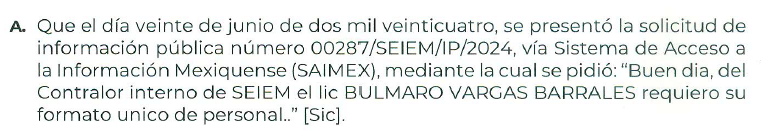 A. Que el día veinte de junio de dos mil veinticuatro, se presentó la solicitud de
información pública número 00287/SEIEM/IP/2024, vía Sistema de Acceso a
la Información Mexiquense (SAIMEX), mediante la cual se pidió: “Buen dia, del
Contralor interno de SEIEM el lic BULMARO VARGAS BARRALES requiero su
formato unico de personal..” [Sic].